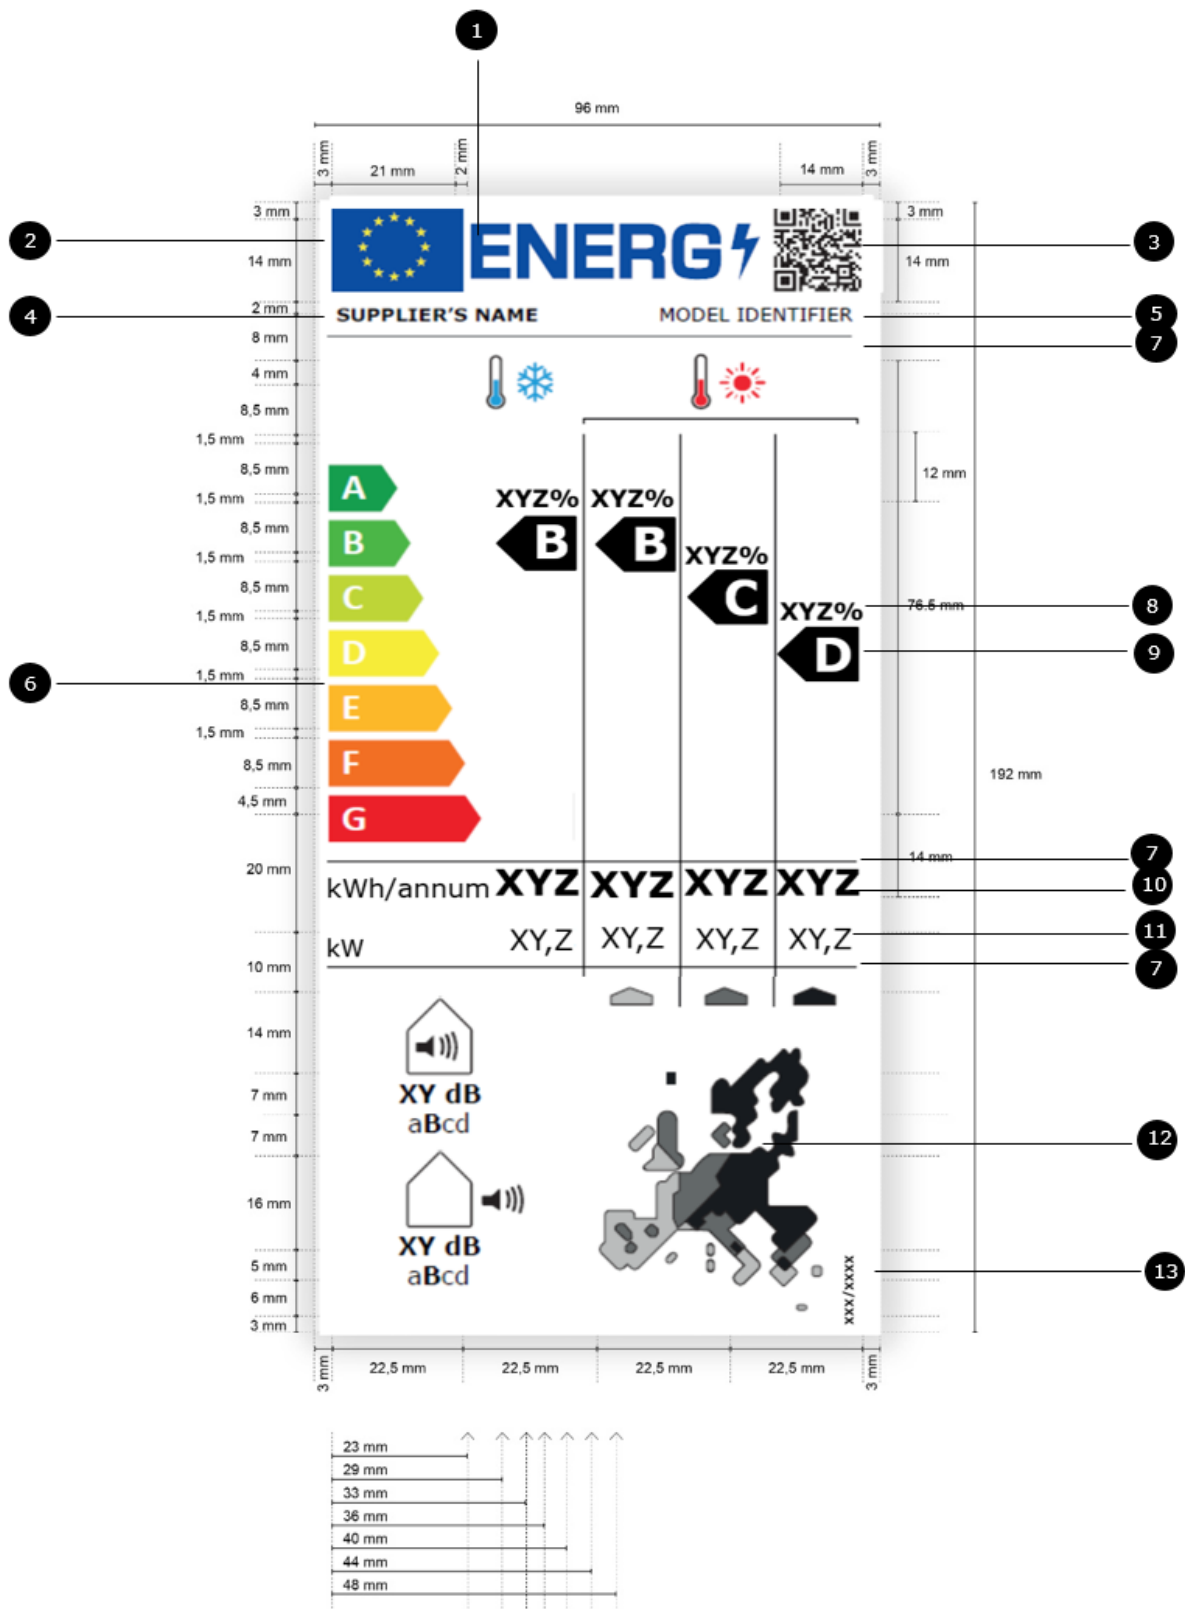 1
96 mm
3 mm
21 mm
2 mm
14 mm
3 mm
3 mm
3 mm
2
ENERG
3
14 mm
14 mm
2 mm
4
SUPPLIER'S NAME
MODEL IDENTIFIER
5
8 mm
7
4 mm
8,5 mm
1,5 mm
8,5 mm
A
12 mm
1,5 mm
XYZ%
XYZ%
8,5 mm
B
B
B
1,5 mm
XYZ%
8,5 mm
C
C
76.5 mm
8
1,5 mm
XYZ%
8,5 mm
D
D
9
1,5 mm
6
8,5 mm
E
1,5 mm
8,5 mm
F
192 mm
4,5 mm
G
20 mm
14 mm
7
kWh/annum
XYZ
XYZ
XYZ
XYZ
10
kW
XY,Z
XY,Z
XY,Z
XY,Z
11
10 mm
7
14 mm
7 mm
XY dB
aBcd
7 mm
12
16 mm
XY dB
aBcd
5 mm
13
6 mm
xxx/xxxx
3 mm
3 mm
22,5 mm
22,5 mm
22,5 mm
22,5 mm
3 mm
23 mm
29 mm
33 mm
36 mm
40 mm
44 mm
48 mm